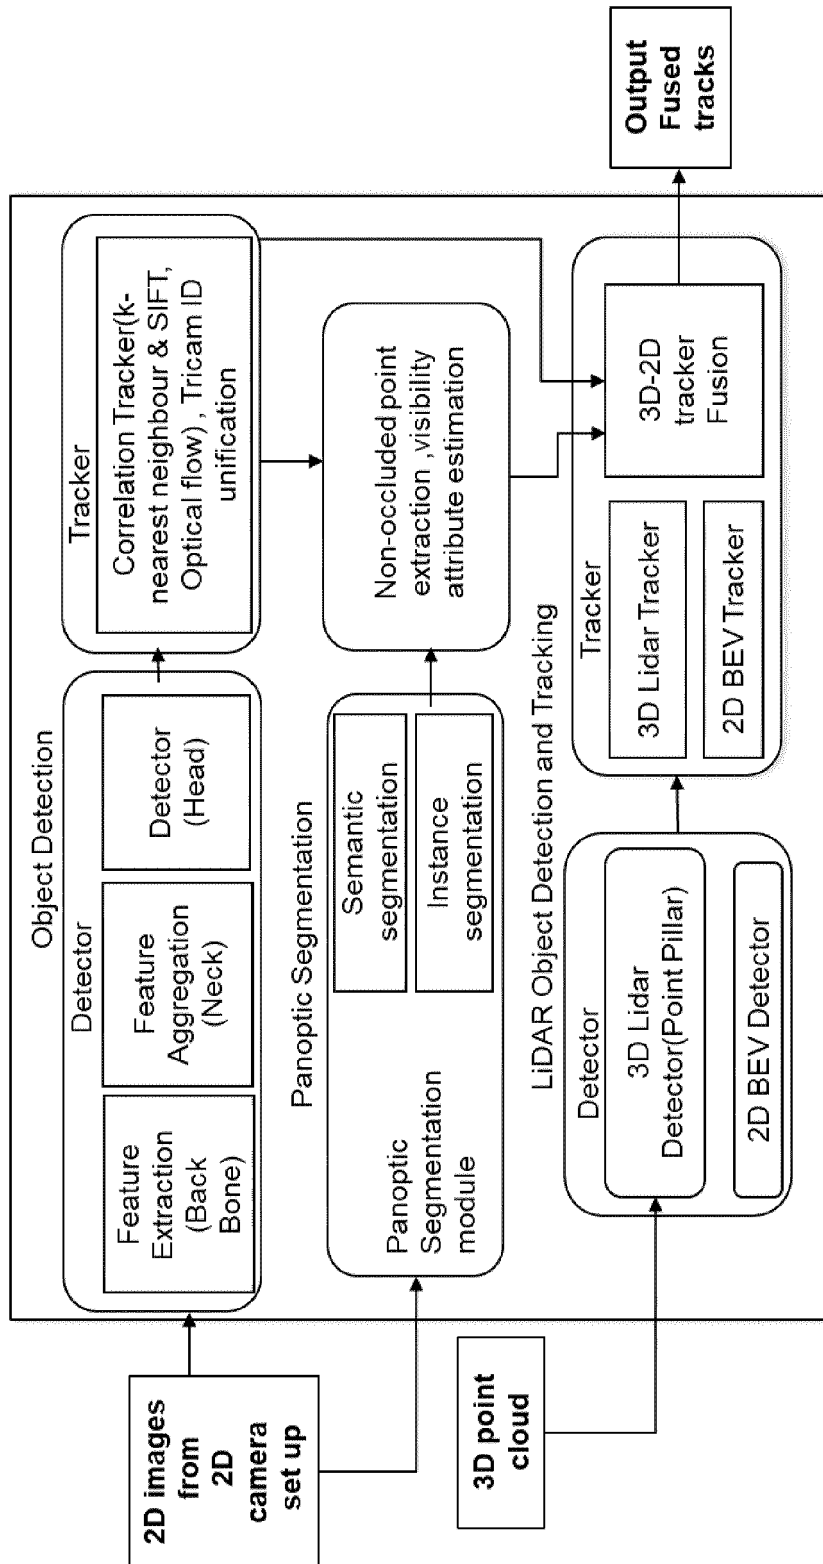 2D images
from
2D
camera
set up
3D point
cloud
Object Detection
Detector
Feature
Extraction
(Back
Bone)
Feature
Aggregation
(Neck)
Detector
(Head)
Tracker
Correlation Tracker(k-
nearest neighbour & SIFT,
Optical flow) , Tricam ID
unification
Panoptic Segmentation
Panoptic
Segmentation
module
Semantic
segmentation
Instance
segmentation
Non-occluded point
extraction ,visibility
attribute estimation
LiDAR Object Detection and Tracking
Detector
3D Lidar
Detector(Point Pillar)
2D BEV Detector
Tracker
3D Lidar Tracker
2D BEV Tracker
3D-2D
tracker
Fusion
Output
Fused
tracks